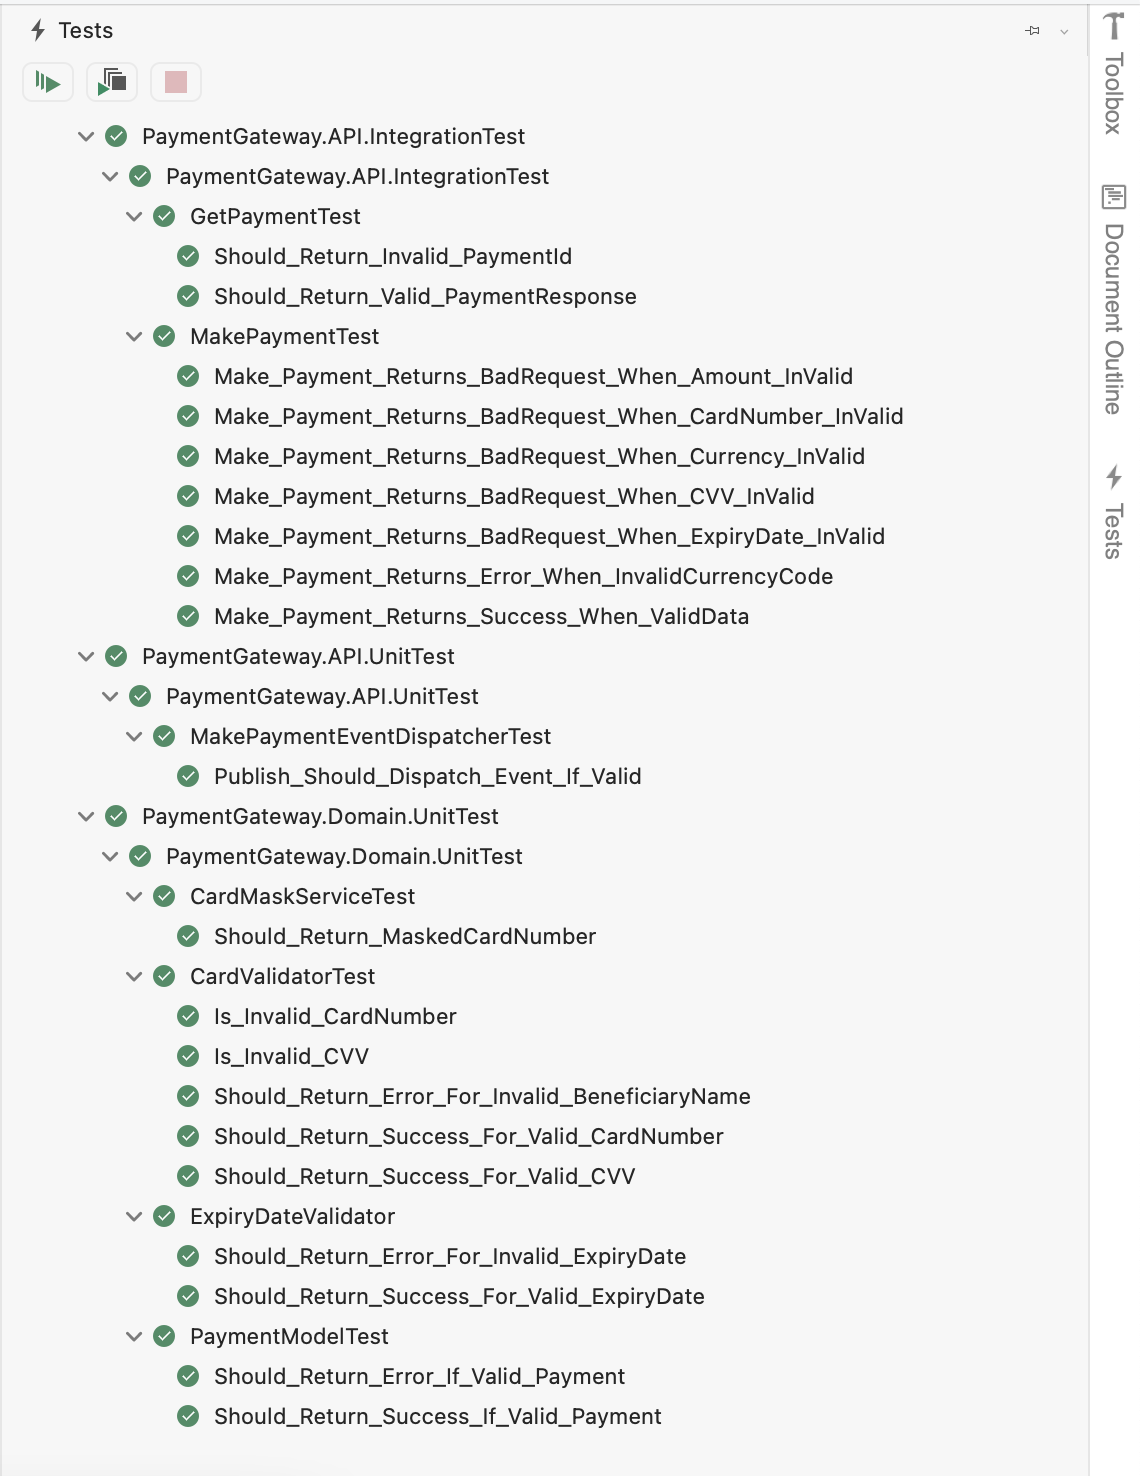 Tests
PaymentGateway.API.IntegrationTest
PaymentGateway.API.IntegrationTest
GetPaymentTest
Should_Return_Invalid_PaymentId
Should_Return_Valid_PaymentResponse
MakePaymentTest
Make_Payment_Returns_BadRequest_When_Amount_InValid
Make_Payment_Returns_BadRequest_When_CardNumber_InValid
Make_Payment_Returns_BadRequest_When_Currency_InValid
Make_Payment_Returns_BadRequest_When_CVV_InValid
Make_Payment_Returns_BadRequest_When_ExpiryDate_InValid
Make_Payment_Returns_Error_When_InvalidCurrencyCode
Make_Payment_Returns_Success_When_ValidData
PaymentGateway.API.UnitTest
PaymentGateway.API.UnitTest
MakePaymentEventDispatcherTest
Publish_Should_Dispatch_Event_If_Valid
PaymentGateway.Domain.UnitTest
PaymentGateway.Domain.UnitTest
CardMaskServiceTest
Should_Return_MaskedCardNumber
CardValidatorTest
Is_Invalid_CardNumber
Is_Invalid_CVV
Should_Return_Error_For_Invalid_BeneficiaryName
Should_Return_Success_For_Valid_CardNumber
Should_Return_Success_For_Valid_CVV
ExpiryDateValidator
Should_Return_Error_For_Invalid_ExpiryDate
Should_Return_Success_For_Valid_ExpiryDate
PaymentModelTest
Should_Return_Error_If_Valid_Payment
Should_Return_Success_If_Valid_Payment
Toolbox
Document Outline
Tests